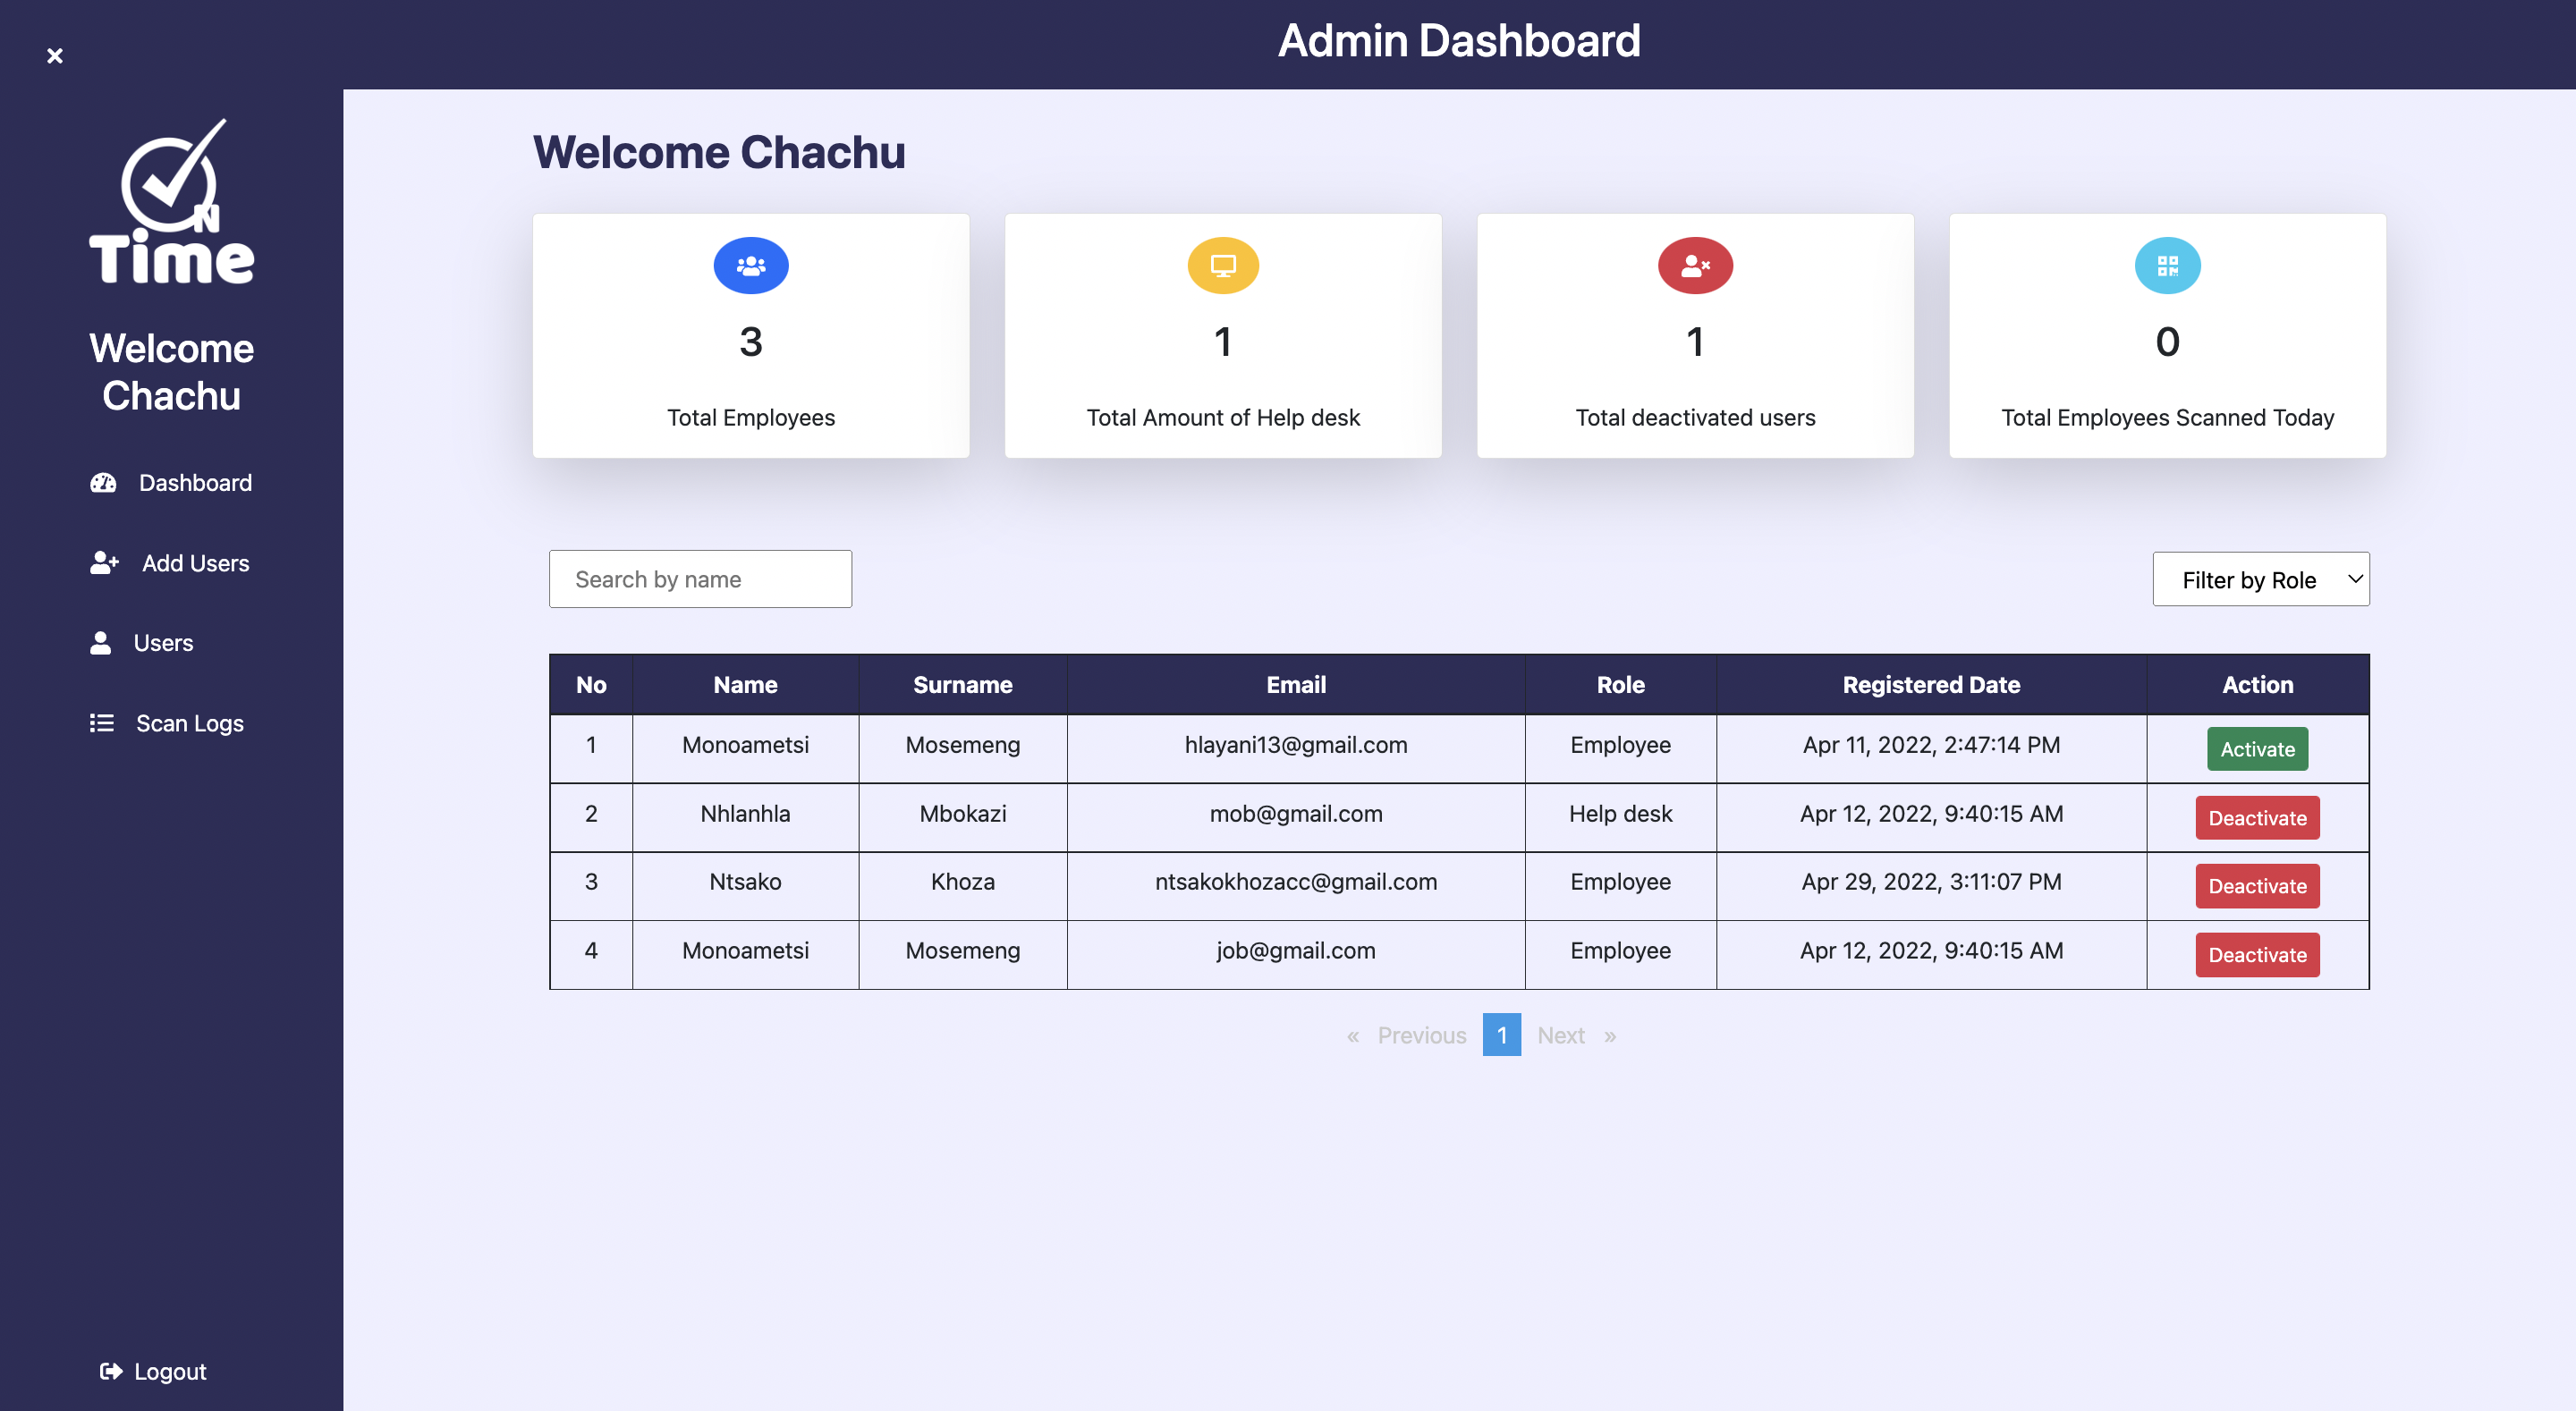 Admin Dashboard
ON
Time
Welcome
Chachu
Dashboard
Add Users
Users
Scan Logs
Logout
Welcome Chachu
3
Total Employees
1
Total Amount of Help desk
1
Total deactivated users
0
Total Employees Scanned Today
Search by name
Filter by Role
No Name Surname Email Role Registered Date Action
1 Monoametsi Mosemeng hlayani13@gmail.com Employee Apr 11, 2022, 2:47:14 PM Activate
2 Nhlanhla Mbokazi mob@gmail.com Help desk Apr 12, 2022, 9:40:15 AM Deactivate
3 Ntsako Khoza ntsakokhozacc@gmail.com Employee Apr 29, 2022, 3:11:07 PM Deactivate
4 Monoametsi Mosemeng job@gmail.com Employee Apr 12, 2022, 9:40:15 AM Deactivate
« Previous 1 Next »